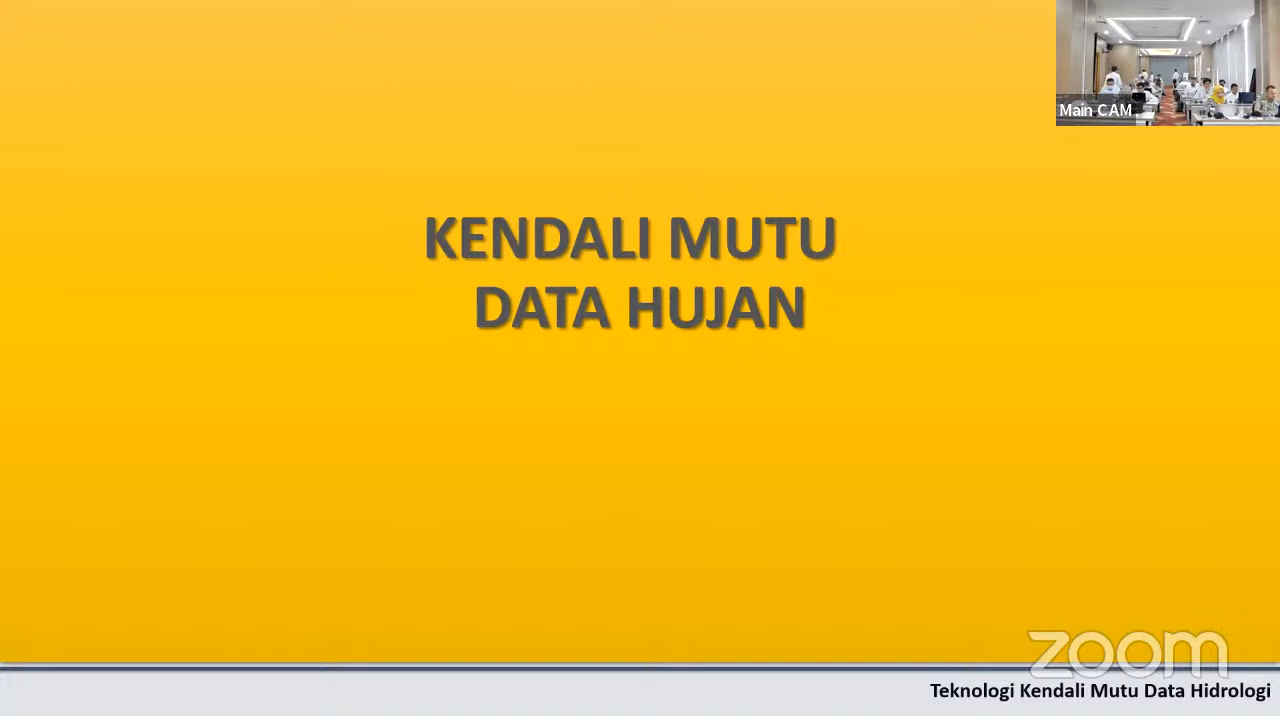 Main CAM
KENDALI MUTU
DATA HUJAN
zoom
Teknologi Kendali Mutu Data Hidrologi